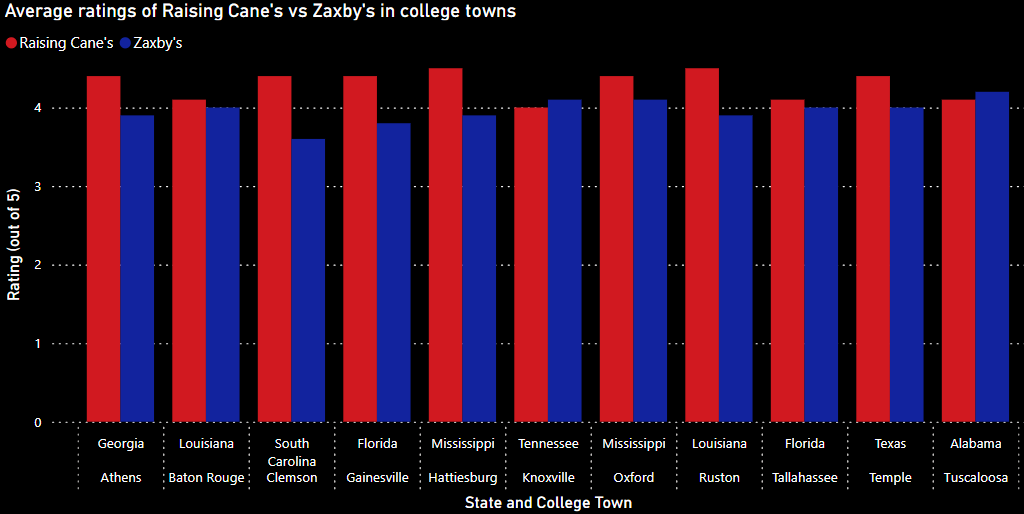 Average ratings of Raising Cane's vs Zaxby's in college towns
Raising Cane's Zaxby's
4
3
2
1
0
Rating (out of 5)
Georgia Louisiana South Carolina Florida Mississippi Tennessee Mississippi Louisiana Florida Texas Alabama
Athens Baton Rouge Clemson Gainesville Hattiesburg Knoxville Oxford Ruston Tallahassee Temple Tuscaloosa
State and College Town